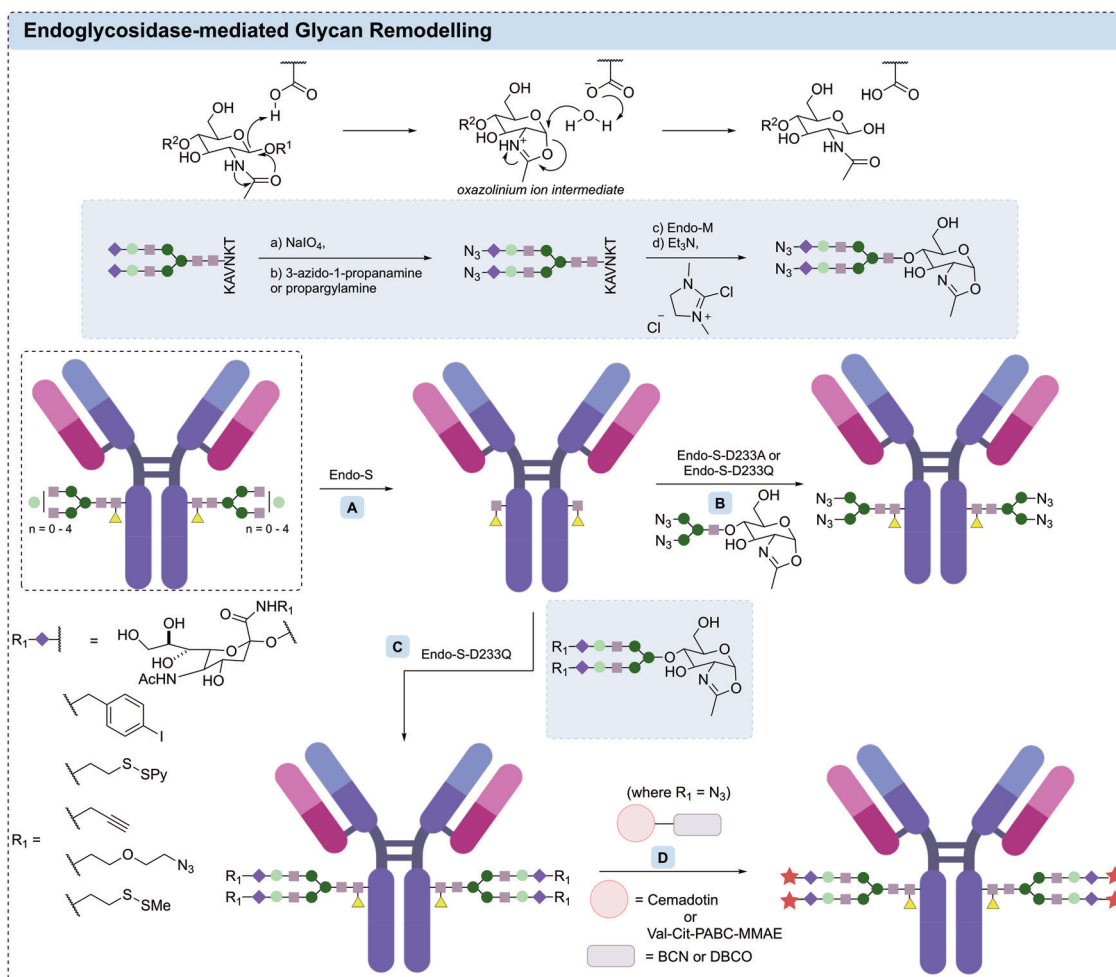 Endoglycosidase-mediated Glycan Remodelling
H
O
O
OH
R²O
HO
O
OR¹
HN
O
O⁻
O
OH
R²O
HO
O
HN⁺
O
H
O
H
oxazolinium ion intermediate
HO
O
OH
R²O
HO
O
OH
HN
O
KAVNKT
a) NaIO₄,
b) 3-azido-1-propanamine
or propargylamine
N₃
N₃
KAVNKT
c) Endo-M
d) Et₃N,
N
Cl
N⁺
Cl⁻
N₃
N₃
O
OH
HO
O
N
O
n = 0 - 4
n = 0 - 4
Endo-S
A
Endo-S-D233A or
Endo-S-D233Q
B
OH
N₃
N₃
O
HO
O
N
O
N₃
N₃
N₃
N₃
R₁
=
OH
HO
HO
AcHN
OH
O
O
NHR₁
O
C
Endo-S-D233Q
R₁
R₁
O
OH
HO
O
N
O
I
S
SPy
R₁ =
O
N₃
S
SMe
R₁
R₁
R₁
R₁
(where R₁ = N₃)
D
= Cemadotin
or
Val-Cit-PABC-MMAE
= BCN or DBCO